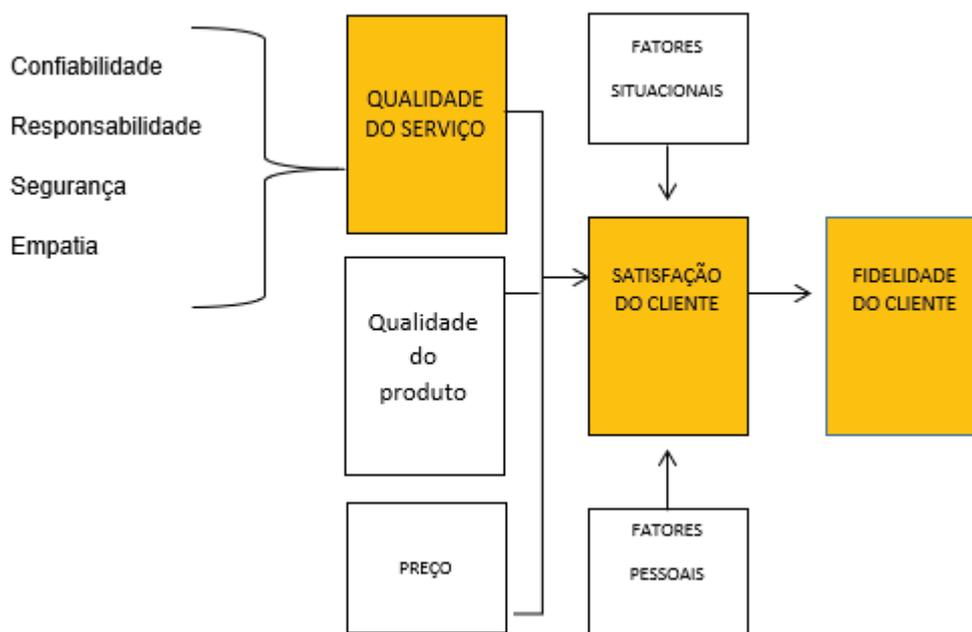 Confiabilidade
Responsabilidade
Segurança
Empatia
QUALIDADE
DO SERVIÇO
Qualidade
do
produto
PREÇO
FATORES
SITUACIONAIS
SATISFAÇÃO
DO CLIENTE
FATORES
PESSOAIS
FIDELIDADE
DO CLIENTE